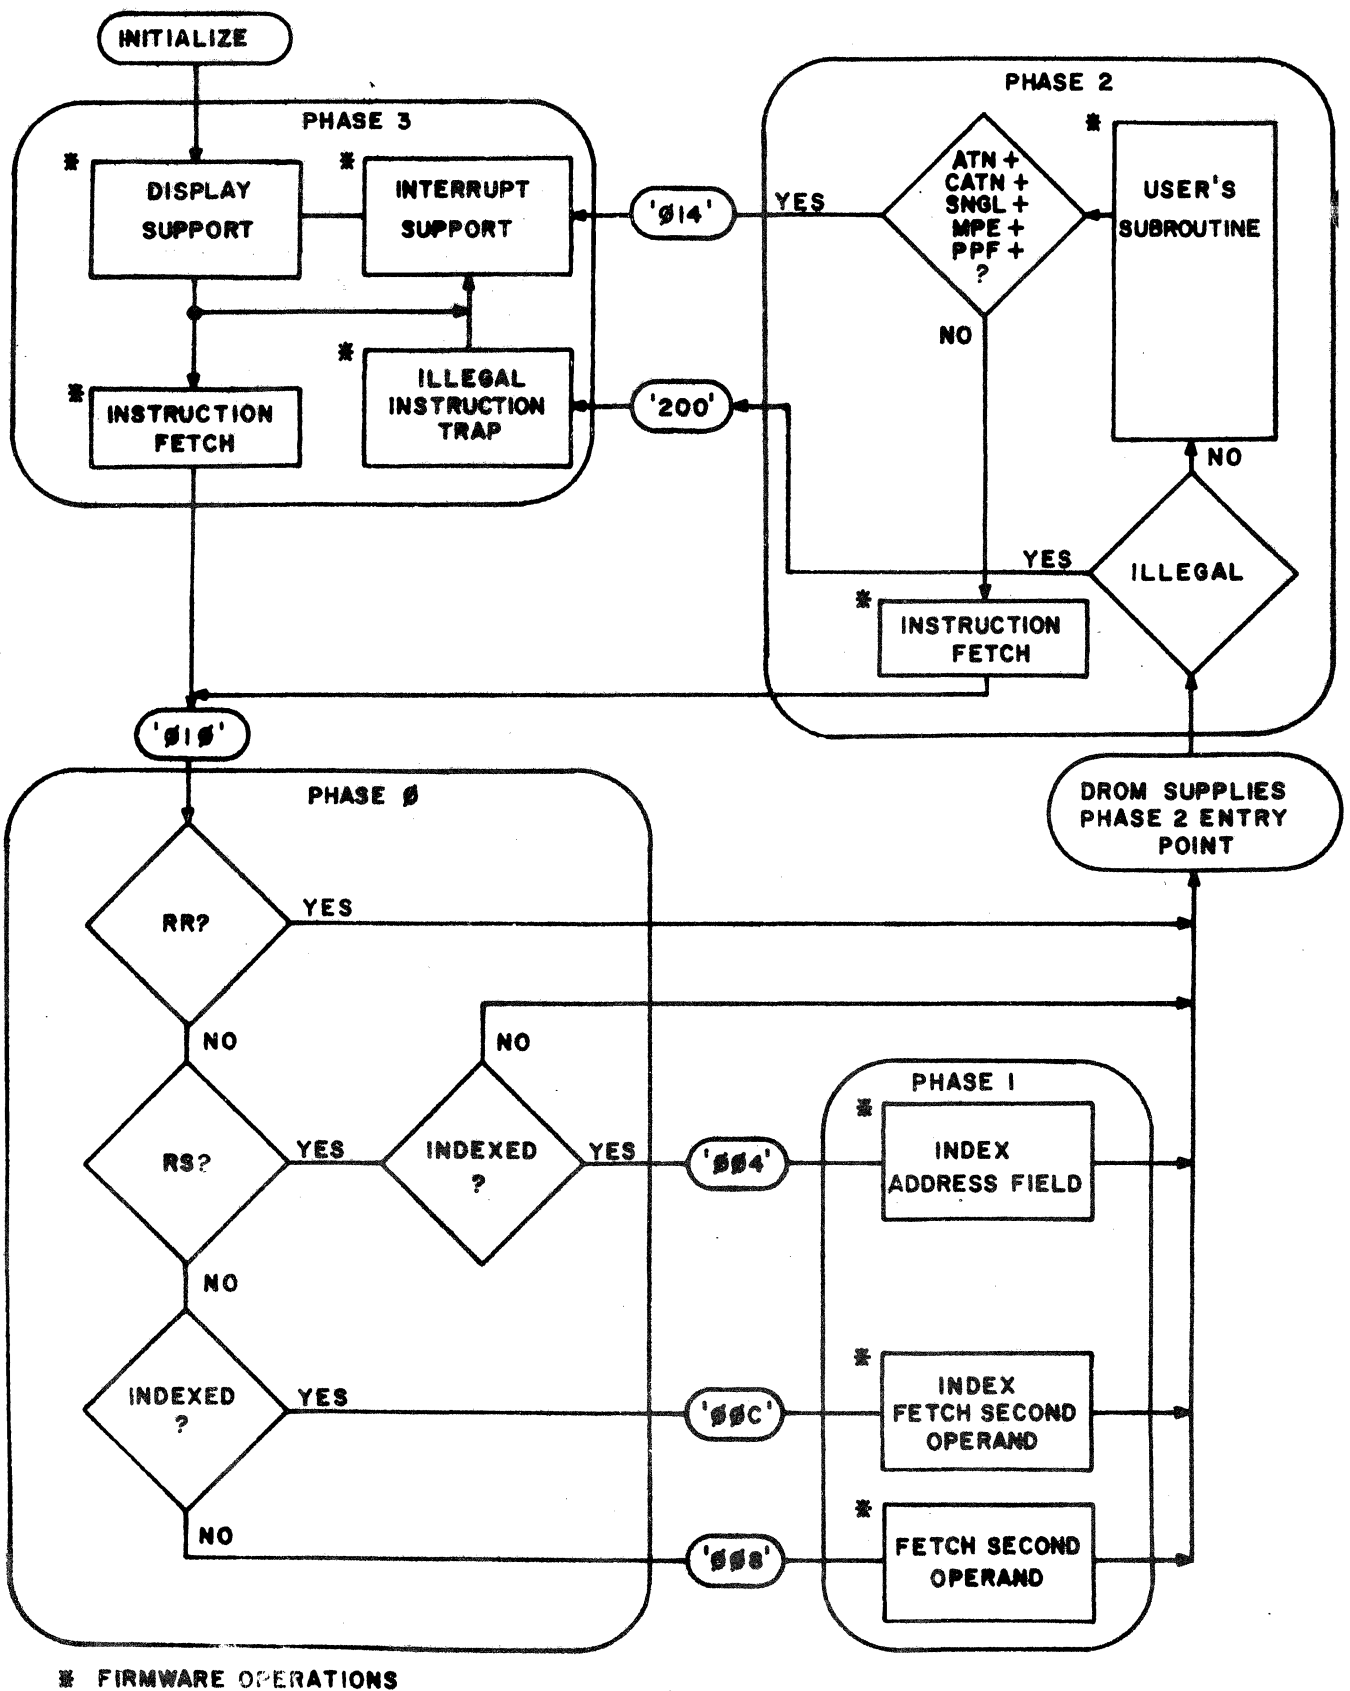 INITIALIZE
PHASE 3
* DISPLAY
SUPPORT
* INTERRUPT
SUPPORT
* ILLEGAL
INSTRUCTION
TRAP
* INSTRUCTION
FETCH
'Ø14'
'200'
PHASE 2
ATN +
CATN +
SNGL +
MPE +
PPF +
?
YES
NO
* USER'S
SUBROUTINE
NO
ILLEGAL
YES
* INSTRUCTION
FETCH
'Ø1Ø'
DROM SUPPLIES
PHASE 2 ENTRY
POINT
PHASE Ø
RR?
YES
NO
RS?
YES
INDEXED
?
NO
YES
'ØØ4'
NO
INDEXED
?
YES
'ØØC'
NO
'ØØ8'
PHASE 1
* INDEX
ADDRESS FIELD
* INDEX
FETCH SECOND
OPERAND
* FETCH SECOND
OPERAND
* FIRMWARE OPERATIONS